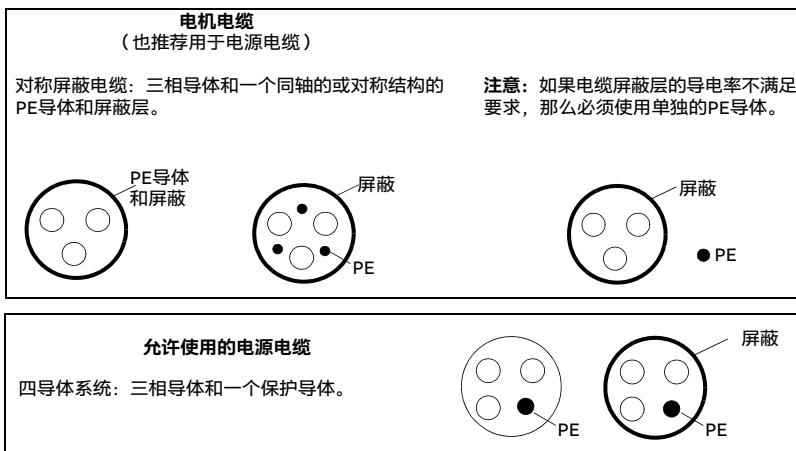 电机电缆
（也推荐用于电源电缆）
对称屏蔽电缆：三相导体和一个同轴的或对称结构的
PE导体和屏蔽层。
注意：如果电缆屏蔽层的导电率不满足
要求，那么必须使用单独的PE导体。
PE导体
和屏蔽
屏蔽
PE
屏蔽
PE
允许使用的电源电缆
四导体系统：三相导体和一个保护导体。
PE
屏蔽
PE